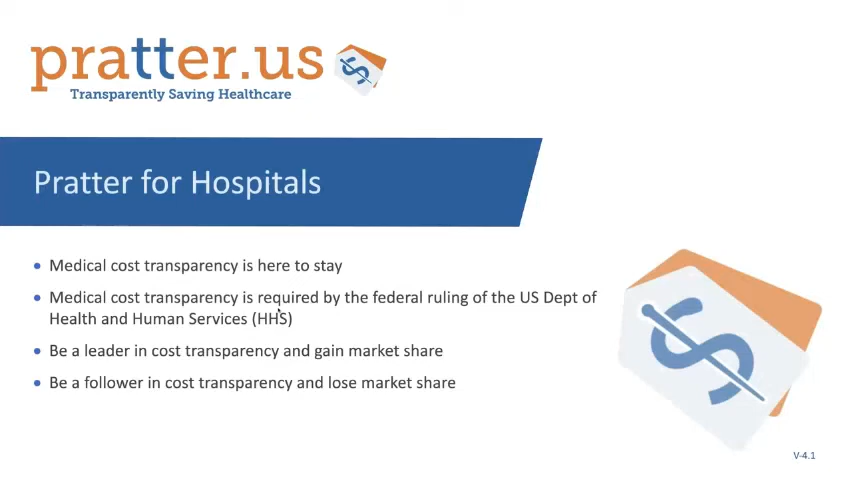 pratter.us
Transparently Saving Healthcare
Pratter for Hospitals
• Medical cost transparency is here to stay
• Medical cost transparency is required by the federal ruling of the US Dept of
Health and Human Services (HHS)
• Be a leader in cost transparency and gain market share
• Be a follower in cost transparency and lose market share
V-4.1